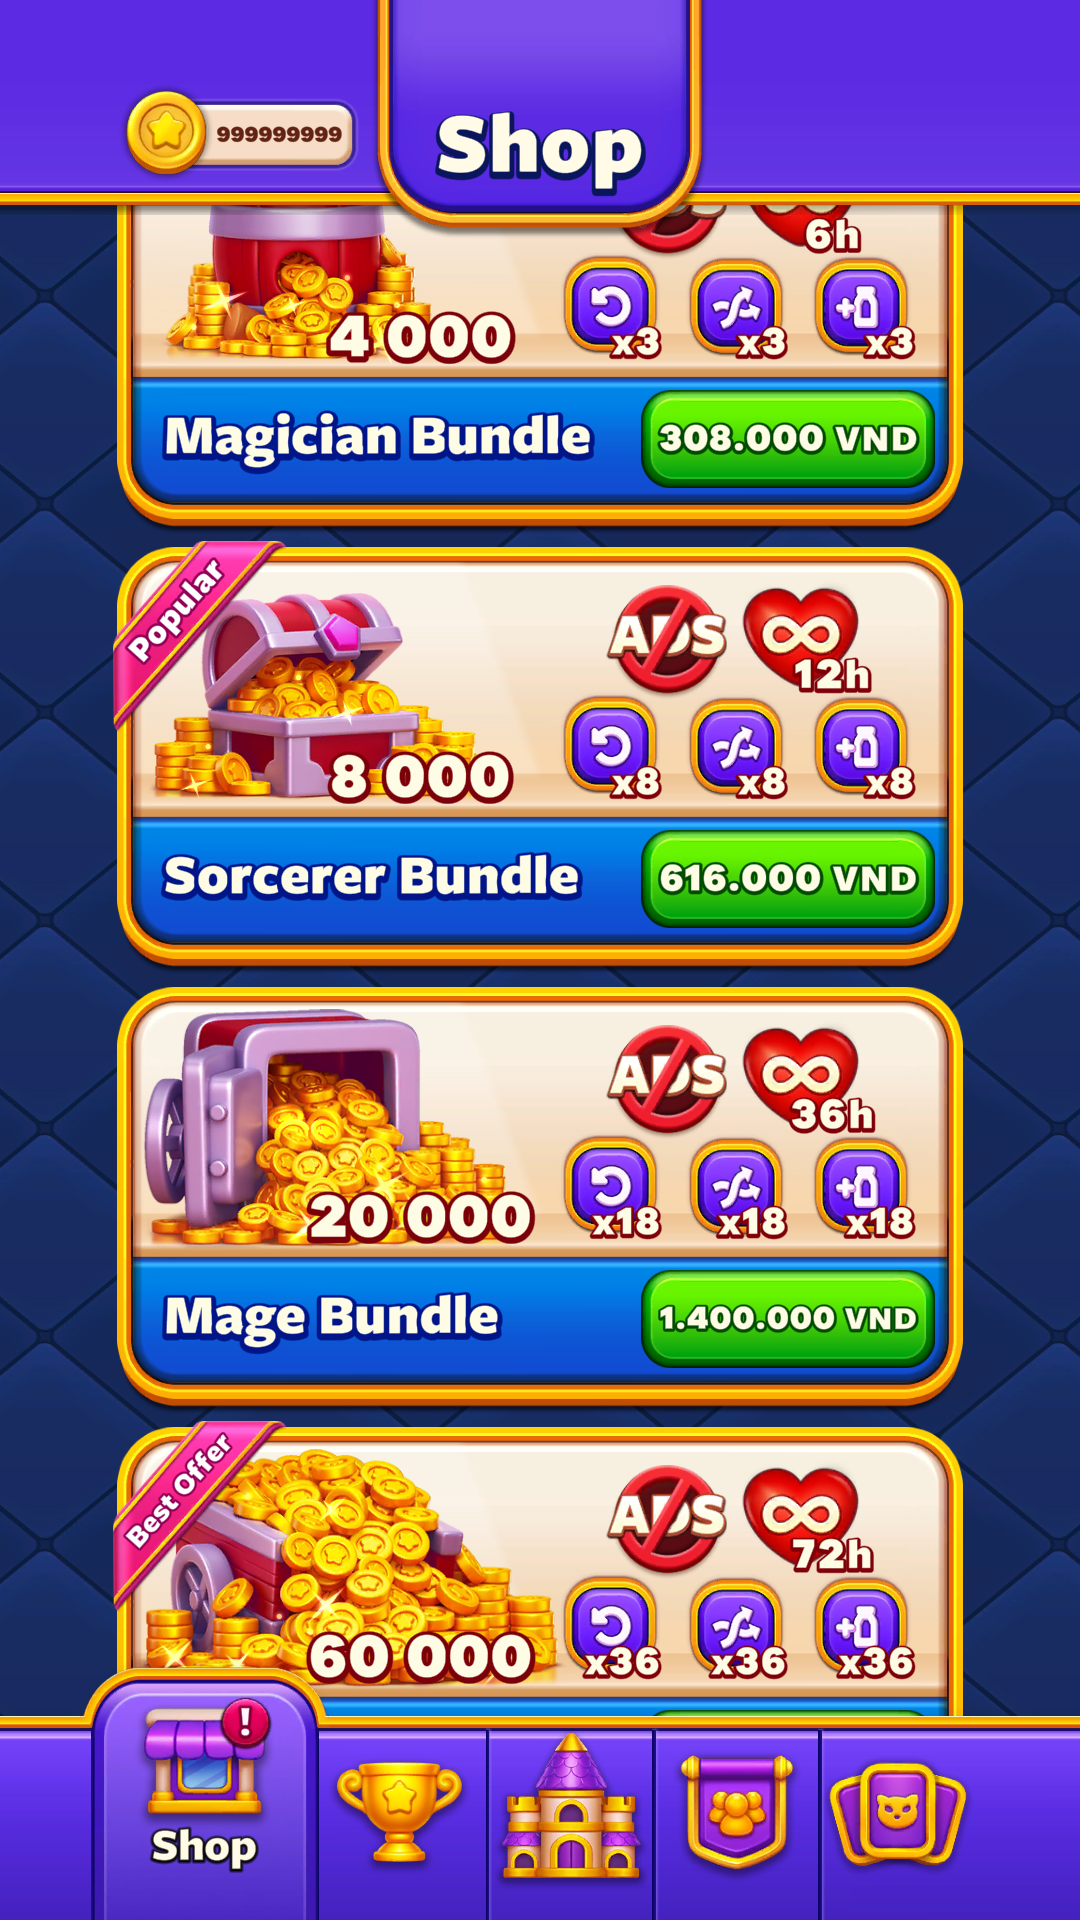 999999999
Shop
6h
4 000
x3
x3
x3
Magician Bundle
308.000 VND
Popular
ADS
12h
8 000
x8
x8
x8
Sorcerer Bundle
616.000 VND
ADS
36h
20 000
x18
x18
x18
Mage Bundle
1.400.000 VND
Best Offer
ADS
72h
60 000
x36
x36
x36
!
Shop